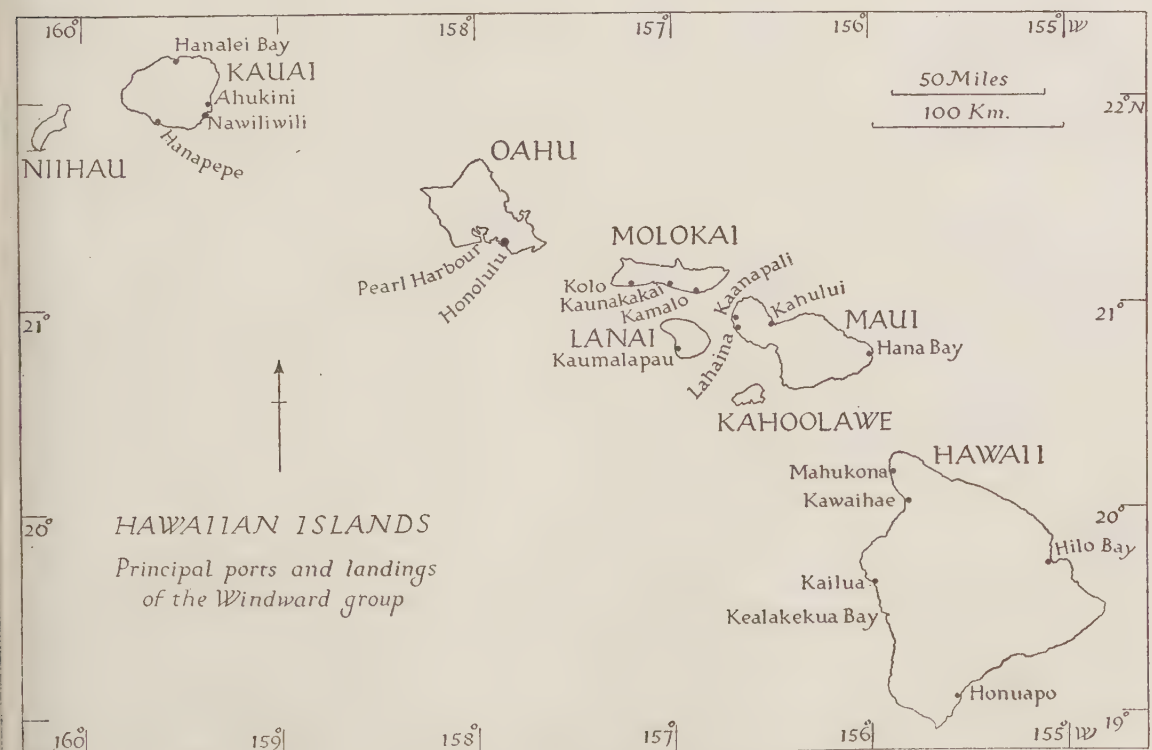 160°
158°
157°
156°
155° W
Hanalei Bay
KAUAI
Ahukini
Nawiliwili
Hanapepe
NIIHAU
50 Miles
100 Km.
22° N
OAHU
Pearl Harbour
Honolulu
MOLOKAI
Kolo
Kaunakakai
Kamalo
Kaanapali
Kahului
MAUI
Hana Bay
Lahaina
LANAI
Kaumalapau
KAHOOLAWE
21°
21°
HAWAII
Mahukona
Kawaihae
Hilo Bay
Kailua
Kealakekua Bay
Honuapo
20°
20°
HAWAIIAN ISLANDS
Principal ports and landings
of the Windward group
19°
160°
159°
158°
157°
156°
155° W